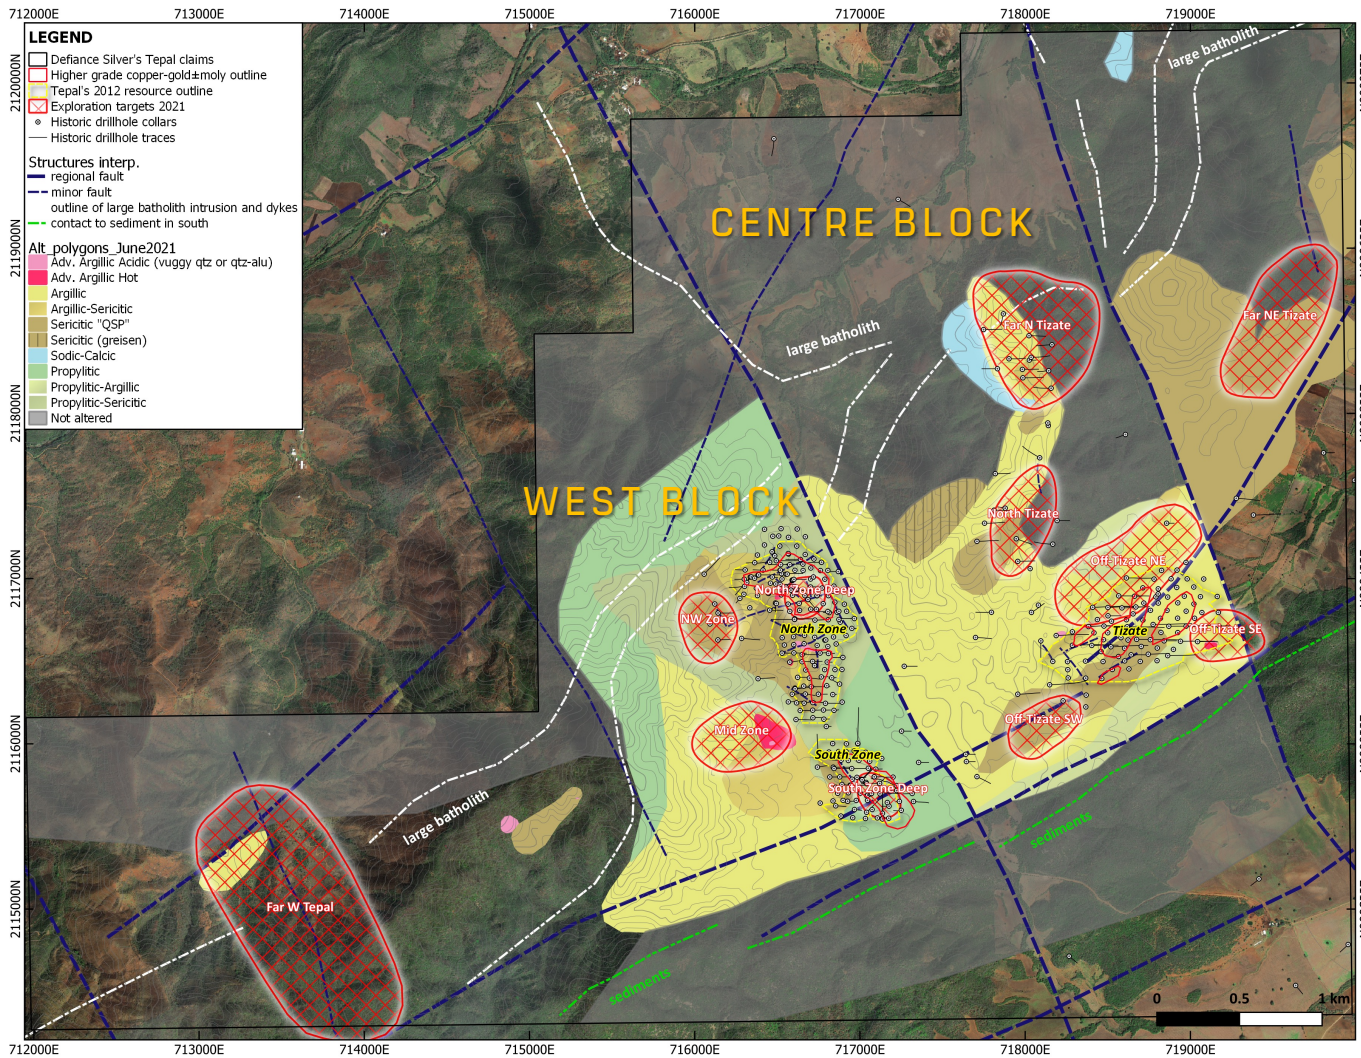 712000E
713000E
714000E
715000E
716000E
717000E
718000E
719000E
LEGEND
Defiance Silver's Tepal claims
Higher grade copper-gold±moly outline
Tepal's 2012 resource outline
Exploration targets 2021
Historic drillhole collars
Historic drillhole traces
Structures interp.
regional fault
minor fault
outline of large batholith intrusion and dykes
contact to sediment in south
Alt_polygons_June2021
Adv. Argillic Acidic (vuggy qtz or qtz-alu)
Adv. Argillic Hot
Argillic
Argillic-Sericitic
Sericitic "QSP"
Sericitic (greisen)
Sodic-Calcic
Propylitic
Propylitic-Argillic
Propylitic-Sericitic
Not altered
2120000N
2119000N
2118000N
2117000N
2116000N
2115000N
large batholith
CENTRE BLOCK
Far NE Tizate
Far N Tizate
large batholith
WEST BLOCK
North Tizate
Off-Tizate NE
North Zone Deep
NW Zone
North Zone
Tizate
Off-Tizate SE
Off-Tizate SW
Mid Zone
South Zone
South Zone Deep
large batholith
sediments
Far W Tepal
sediments
0 0.5 1 km
712000E
713000E
714000E
715000E
716000E
717000E
718000E
719000E